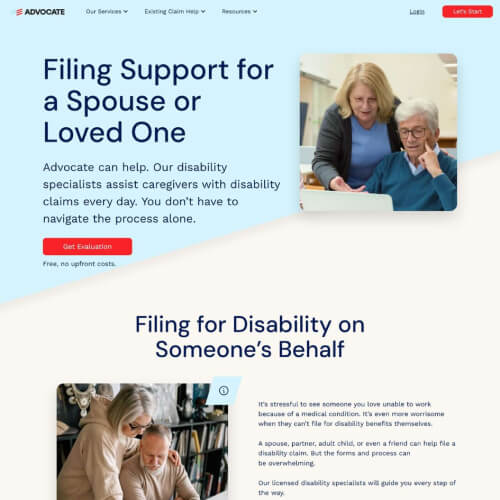 ADVOCATE
Our Services
Existing Claim Help
Resources
Login
Let's Start
Filing Support for
a Spouse or
Loved One
Advocate can help. Our disability
specialists assist caregivers with disability
claims every day. You don't have to
navigate the process alone.
Get Evaluation
Free, no upfront costs.
Filing for Disability on
Someone's Behalf
It's stressful to see someone you love unable to work
because of a medical condition. It's even more worrisome
when they can't file for disability benefits themselves.
A spouse, partner, adult child, or even a friend can help file a
disability claim. But the forms and process can
be overwhelming.
Our licensed disability specialists will guide you every step of
the way.